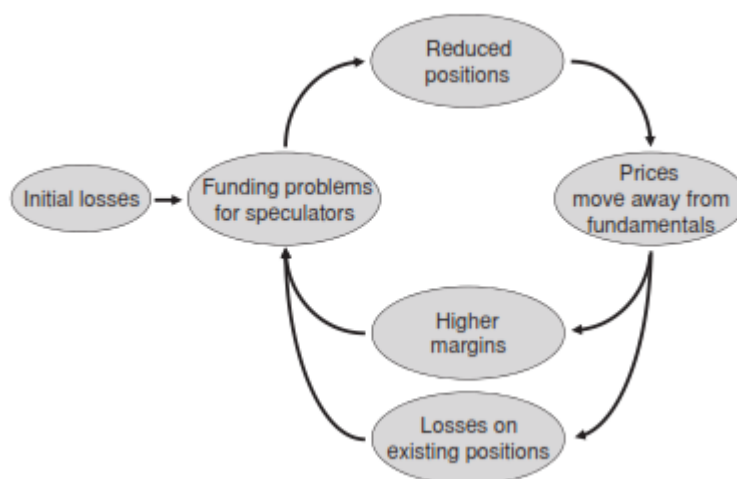 Reduced
positions
Initial losses
Funding problems
for speculators
Prices
move away from
fundamentals
Higher
margins
Losses on
existing positions